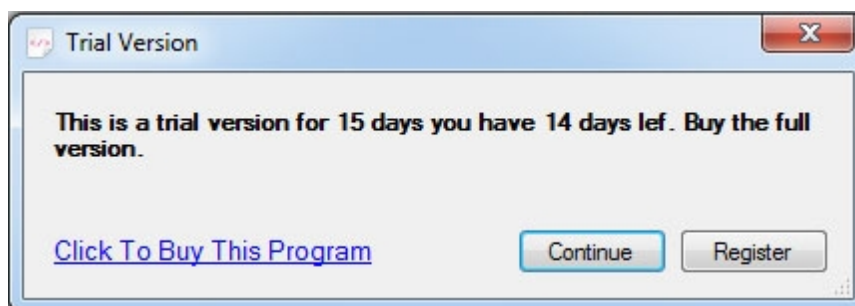 Trial Version
This is a trial version for 15 days you have 14 days lef. Buy the full
version.
Click To Buy This Program
Continue
Register